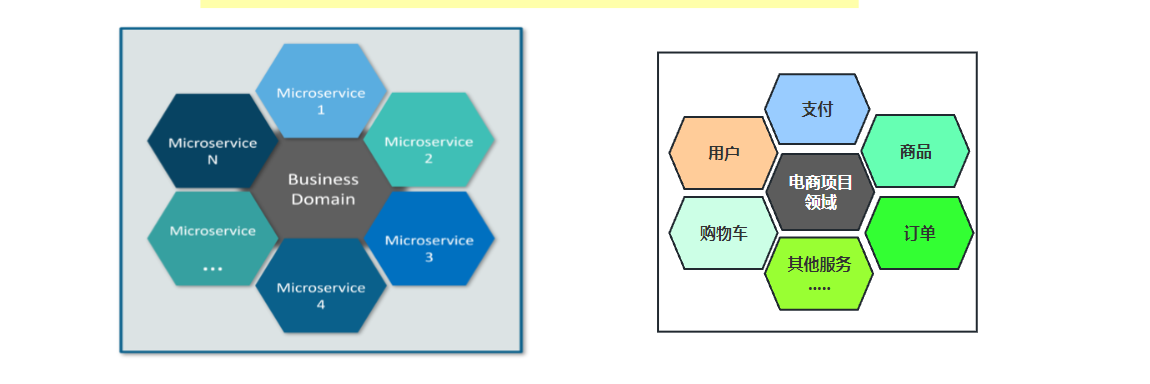 Microservice
1
Microservice
N
Microservice
2
Business
Domain
Microservice
...
Microservice
3
Microservice
4
支付
用户
商品
电商项目
领域
购物车
订单
其他服务
.....